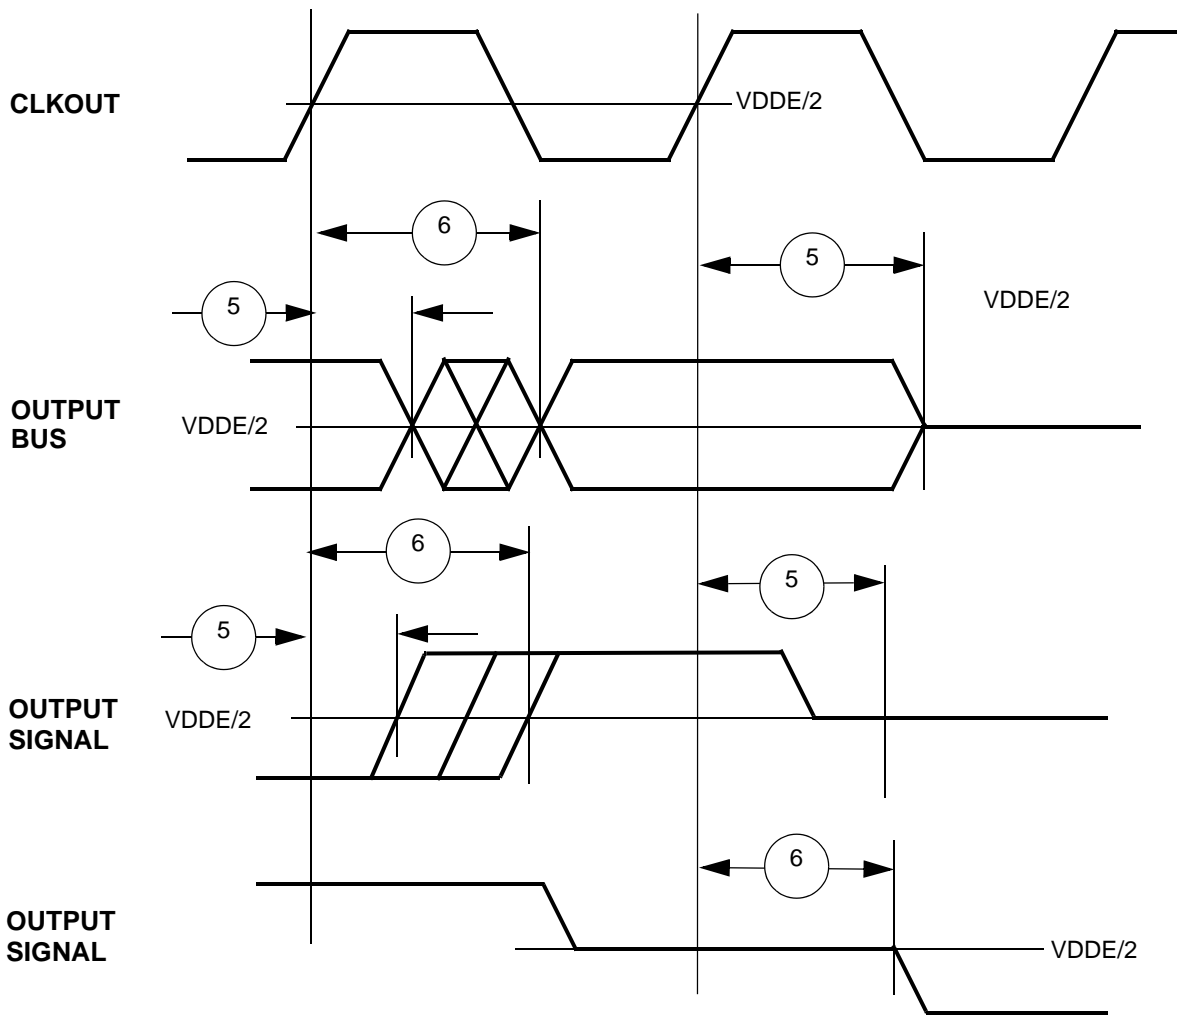 CLKOUT
VDDE/2
6
5
5
VDDE/2
OUTPUT
BUS
VDDE/2
6
5
5
OUTPUT
SIGNAL
VDDE/2
6
OUTPUT
SIGNAL
VDDE/2